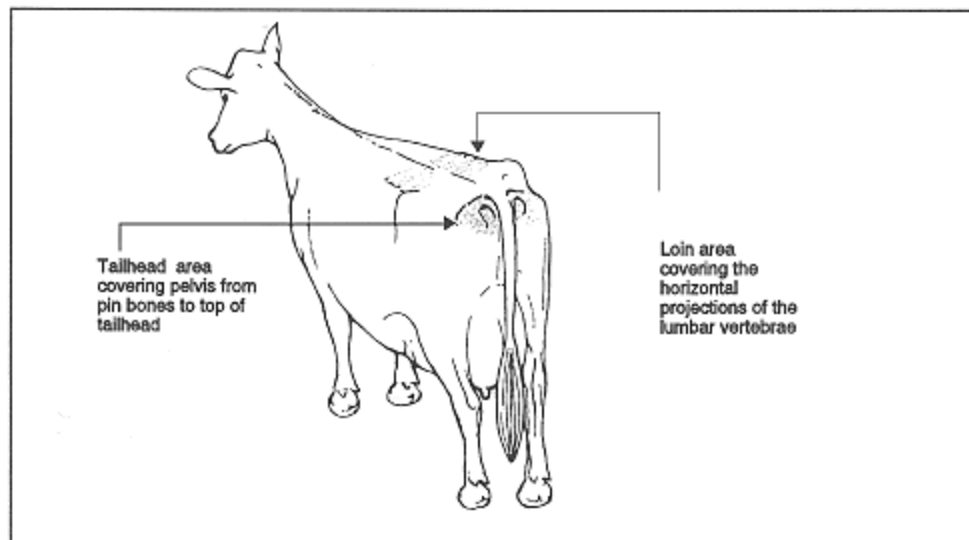 Tailhead area
covering pelvis from
pin bones to top of
tailhead
Loin area
covering the
horizontal
projections of the
lumbar vertebrae